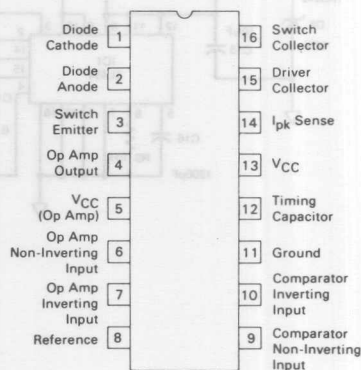 Diode
Cathode
1
Diode
Anode
2
Switch
Emitter
3
Op Amp
Output
4
VCC
(Op Amp)
5
Op Amp
Non-Inverting
Input
6
Op Amp
Inverting
Input
7
Reference
8
16
Switch
Collector
15
Driver
Collector
14
Ipk Sense
13
VCC
12
Timing
Capacitor
11
Ground
10
Comparator
Inverting
Input
9
Comparator
Non-Inverting
Input